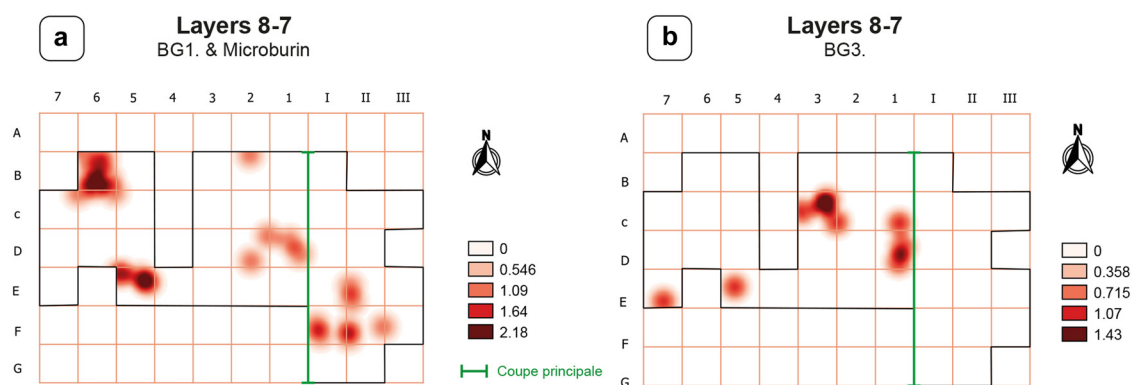 a
Layers 8-7
BG1. & Microburin
7 6 5 4 3 2 1 I II III
A
B
C
D
E
F
G
N
0
0.546
1.09
1.64
2.18
Coupe principale
b
Layers 8-7
BG3.
7 6 5 4 3 2 1 I II III
A
B
C
D
E
F
G
N
0
0.358
0.715
1.07
1.43